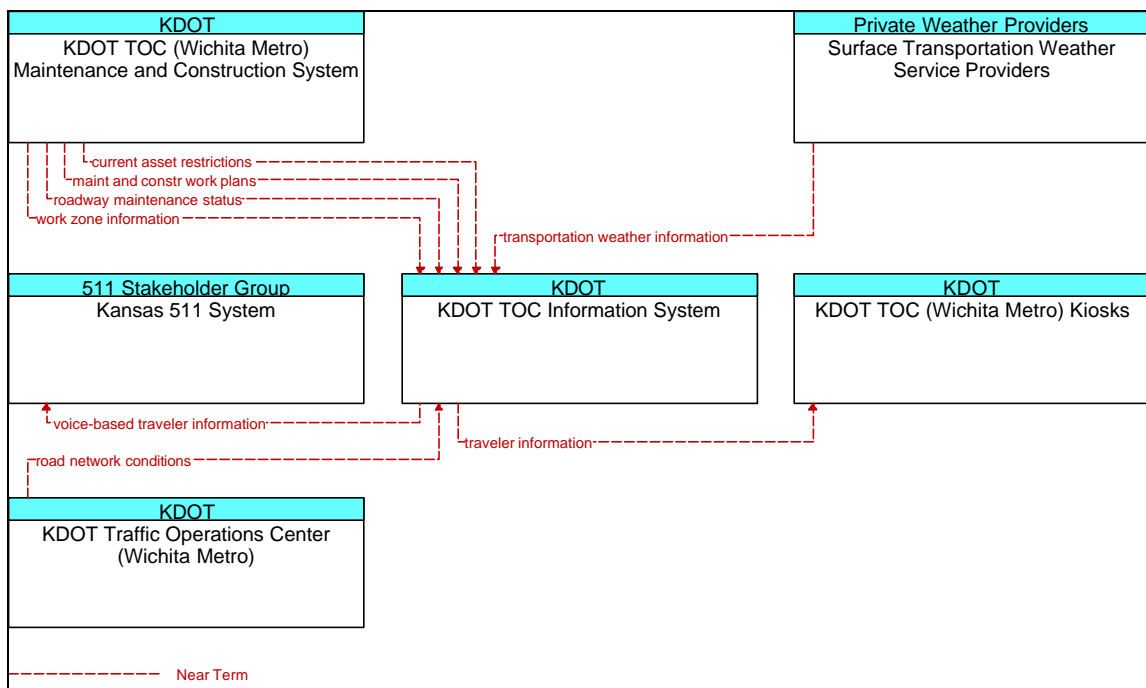 KDOT
KDOT TOC (Wichita Metro)
Maintenance and Construction System
Private Weather Providers
Surface Transportation Weather
Service Providers
current asset restrictions
maint and constr work plans
roadway maintenance status
work zone information
transportation weather information
511 Stakeholder Group
Kansas 511 System
KDOT
KDOT TOC Information System
KDOT
KDOT TOC (Wichita Metro) Kiosks
voice-based traveler information
traveler information
road network conditions
KDOT
KDOT Traffic Operations Center
(Wichita Metro)
Near Term